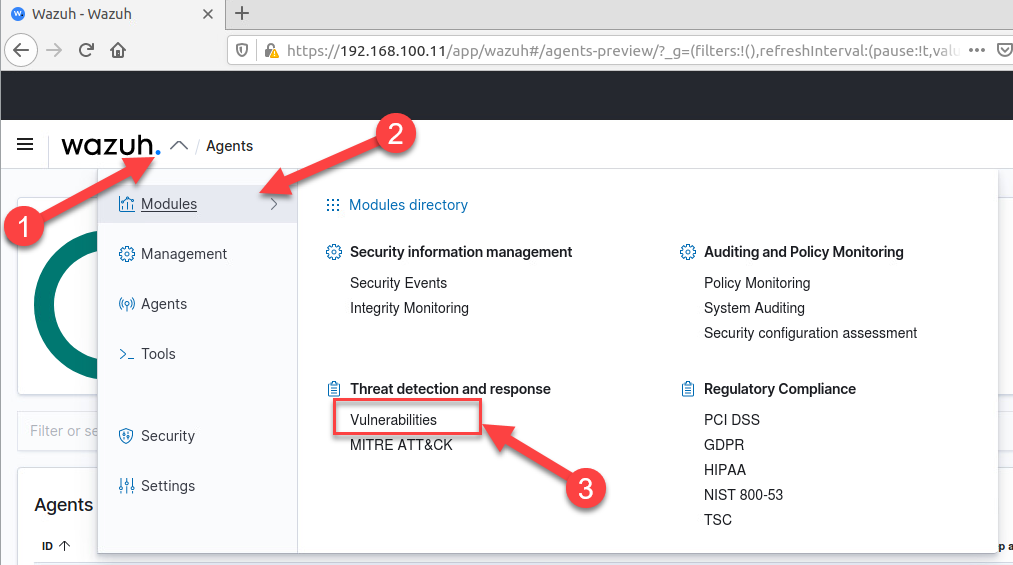 Wazuh - Wazuh
https://192.168.100.11/app/wazuh#/agents-preview/?_g=(filters:!(),refreshInterval:(pause:!t,valu
wazuh. / Agents
1
2
Modules
Management
Agents
Tools
Security
Settings
Modules directory
Security information management
Security Events
Integrity Monitoring
Auditing and Policy Monitoring
Policy Monitoring
System Auditing
Security configuration assessment
Threat detection and response
Vulnerabilities
MITRE ATT&CK
3
Regulatory Compliance
PCI DSS
GDPR
HIPAA
NIST 800-53
TSC
Filter or se
Agents
ID
p a